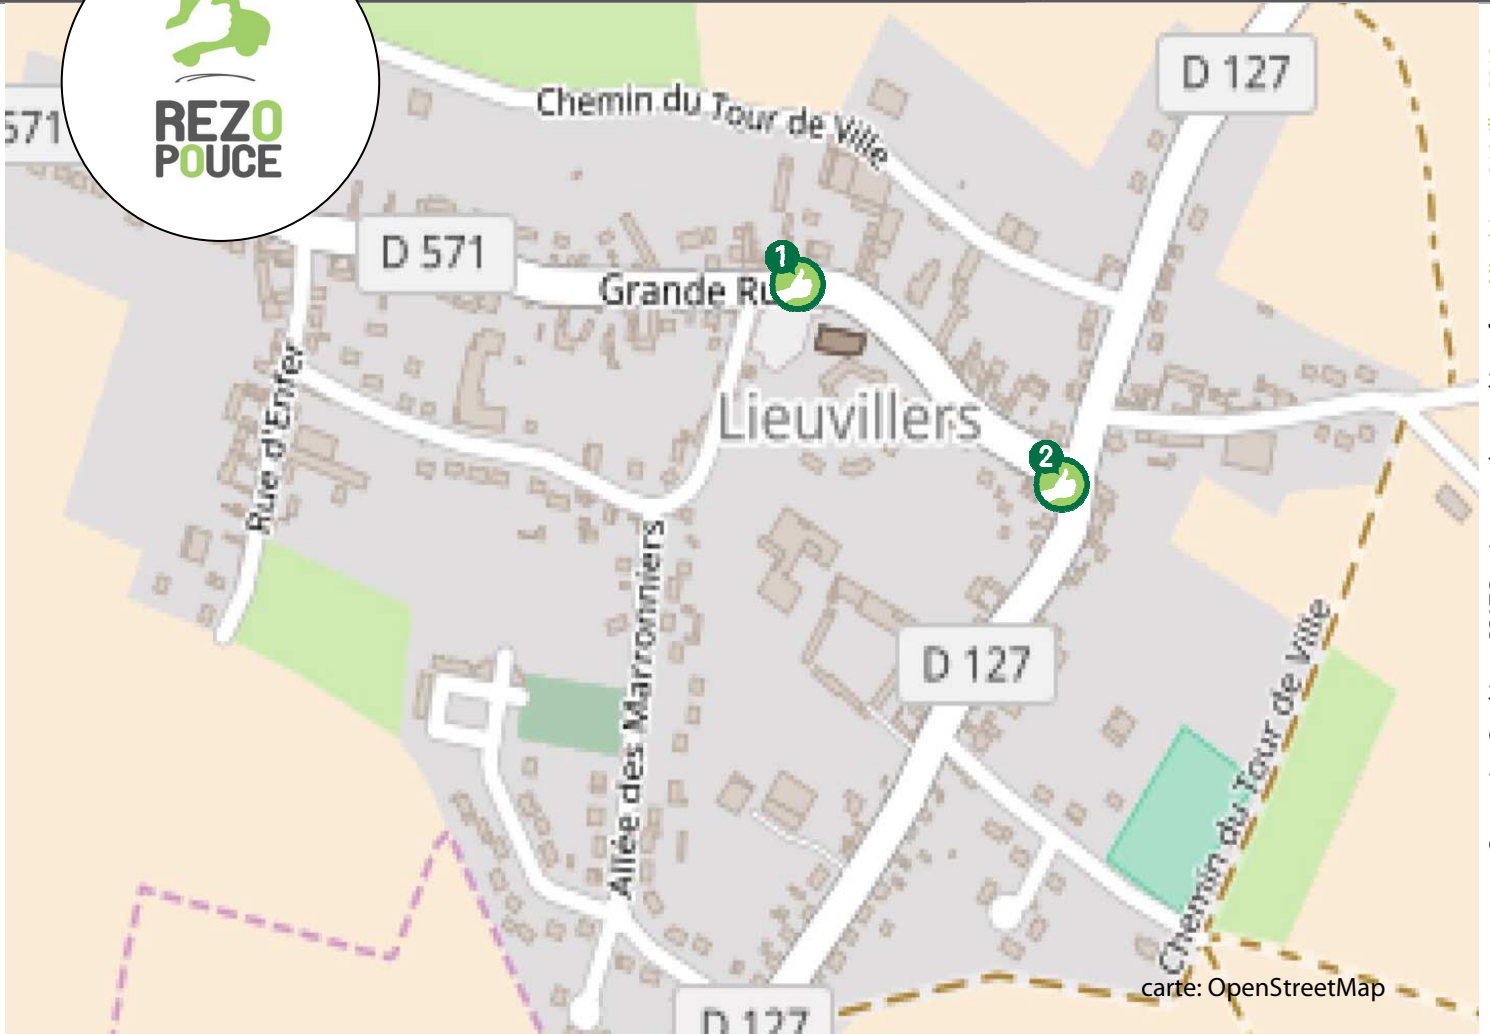 REZO
POUCE
D 127
571
Chemin du Tour de Ville
D 571
1
Grande Ru
Lieuvillers
2
Rue d'Enfer
Allée des Marronniers
D 127
Chemin du Tour de Ville
carte: OpenStreetMap
D 127